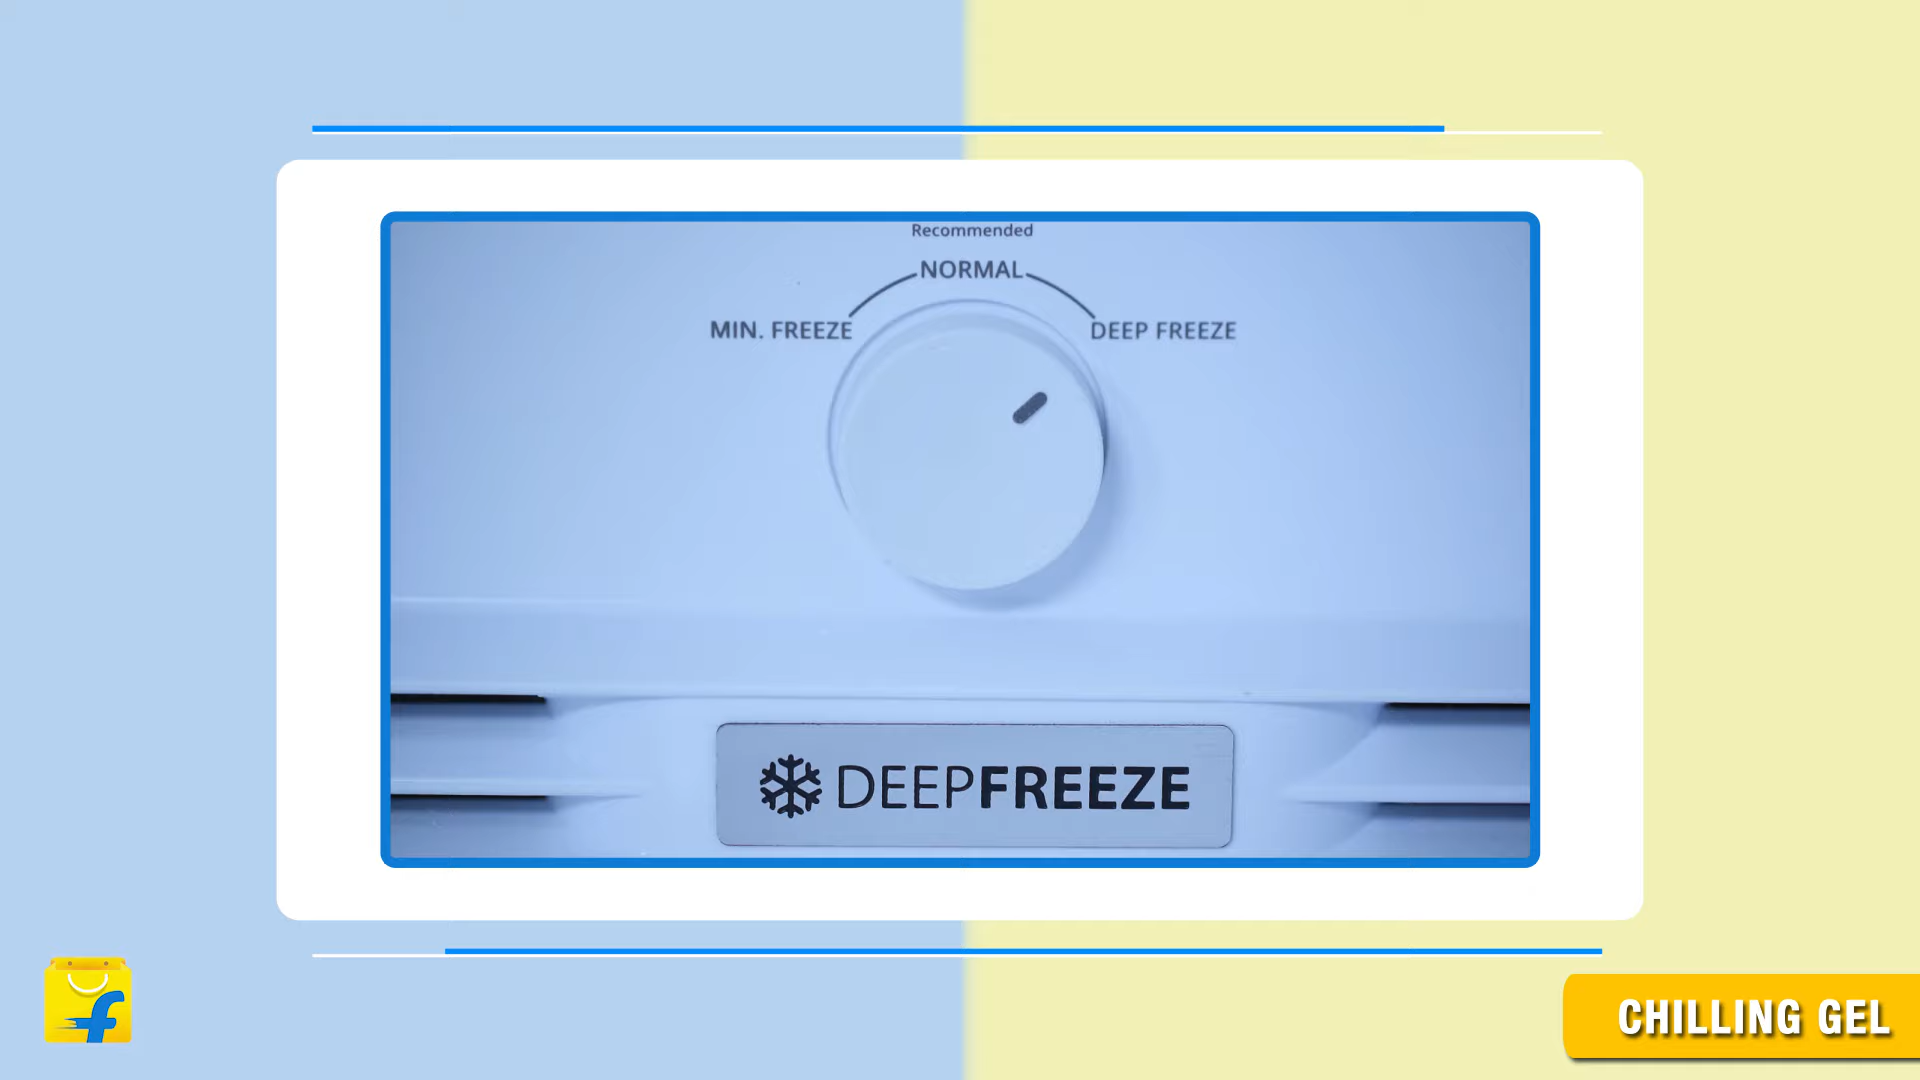 Recommended
NORMAL
MIN. FREEZE
DEEP FREEZE
DEEPFREEZE
CHILLING GEL